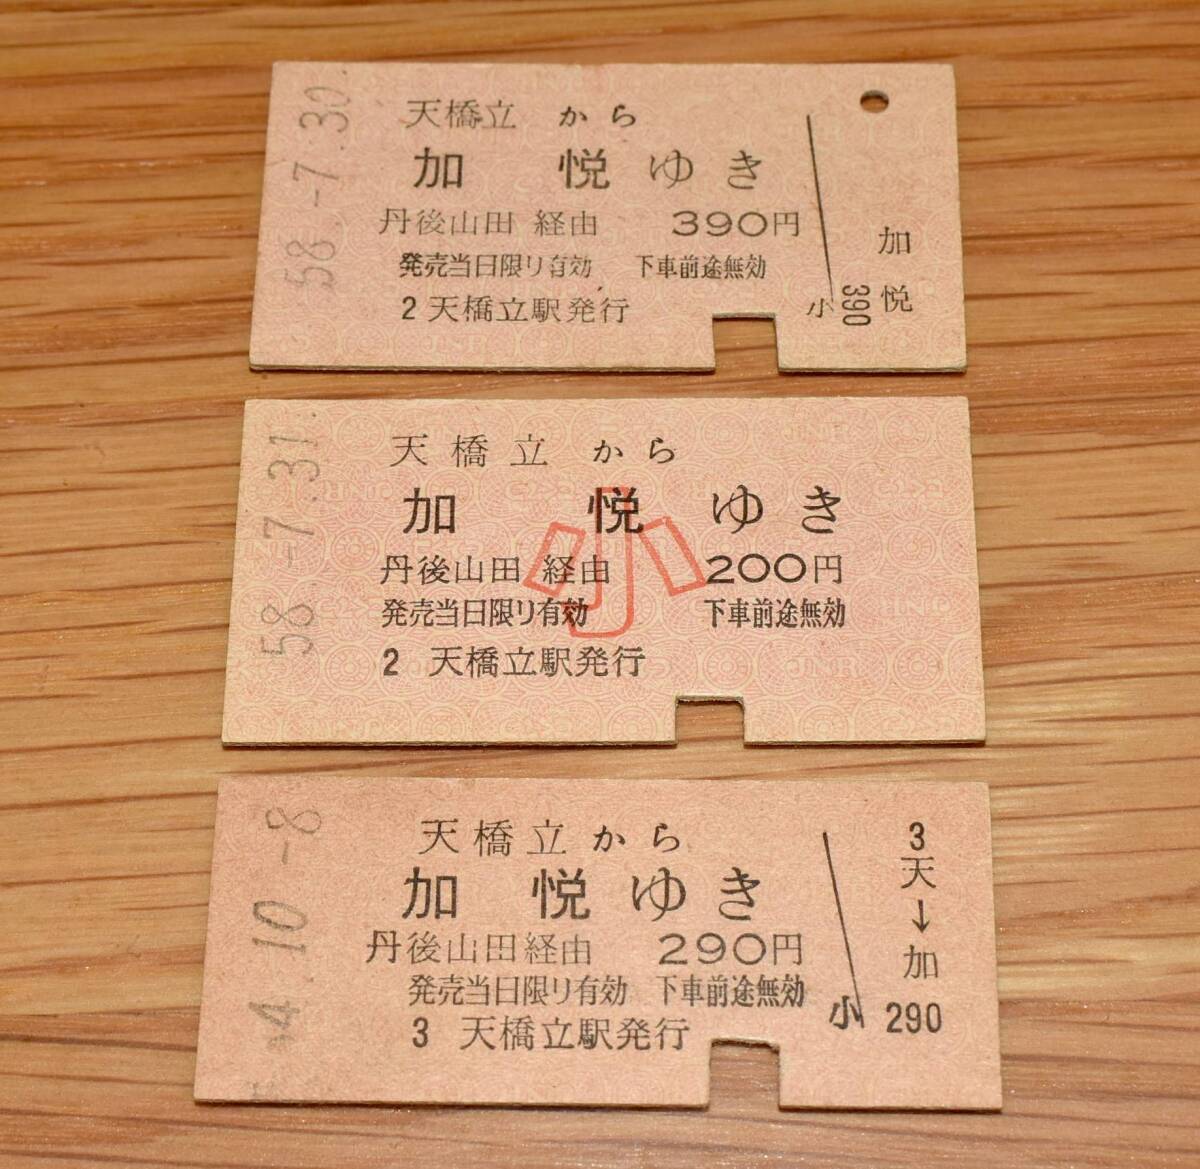 58.-7.30
天橋立 から
加 悦 ゆき
丹後山田 経由 390円
発売当日限り有効 下車前途無効
2 天橋立駅発行
小
加悦
390
58.-7.31
天橋立 から
加 悦 ゆき
小
丹後山田 経由 200円
発売当日限り有効 下車前途無効
2 天橋立駅発行
4.10-8
天橋立 から
加 悦 ゆき
丹後山田経由 290円
発売当日限り有効 下車前途無効
3 天橋立駅発行
小
3
天
↓
加
290